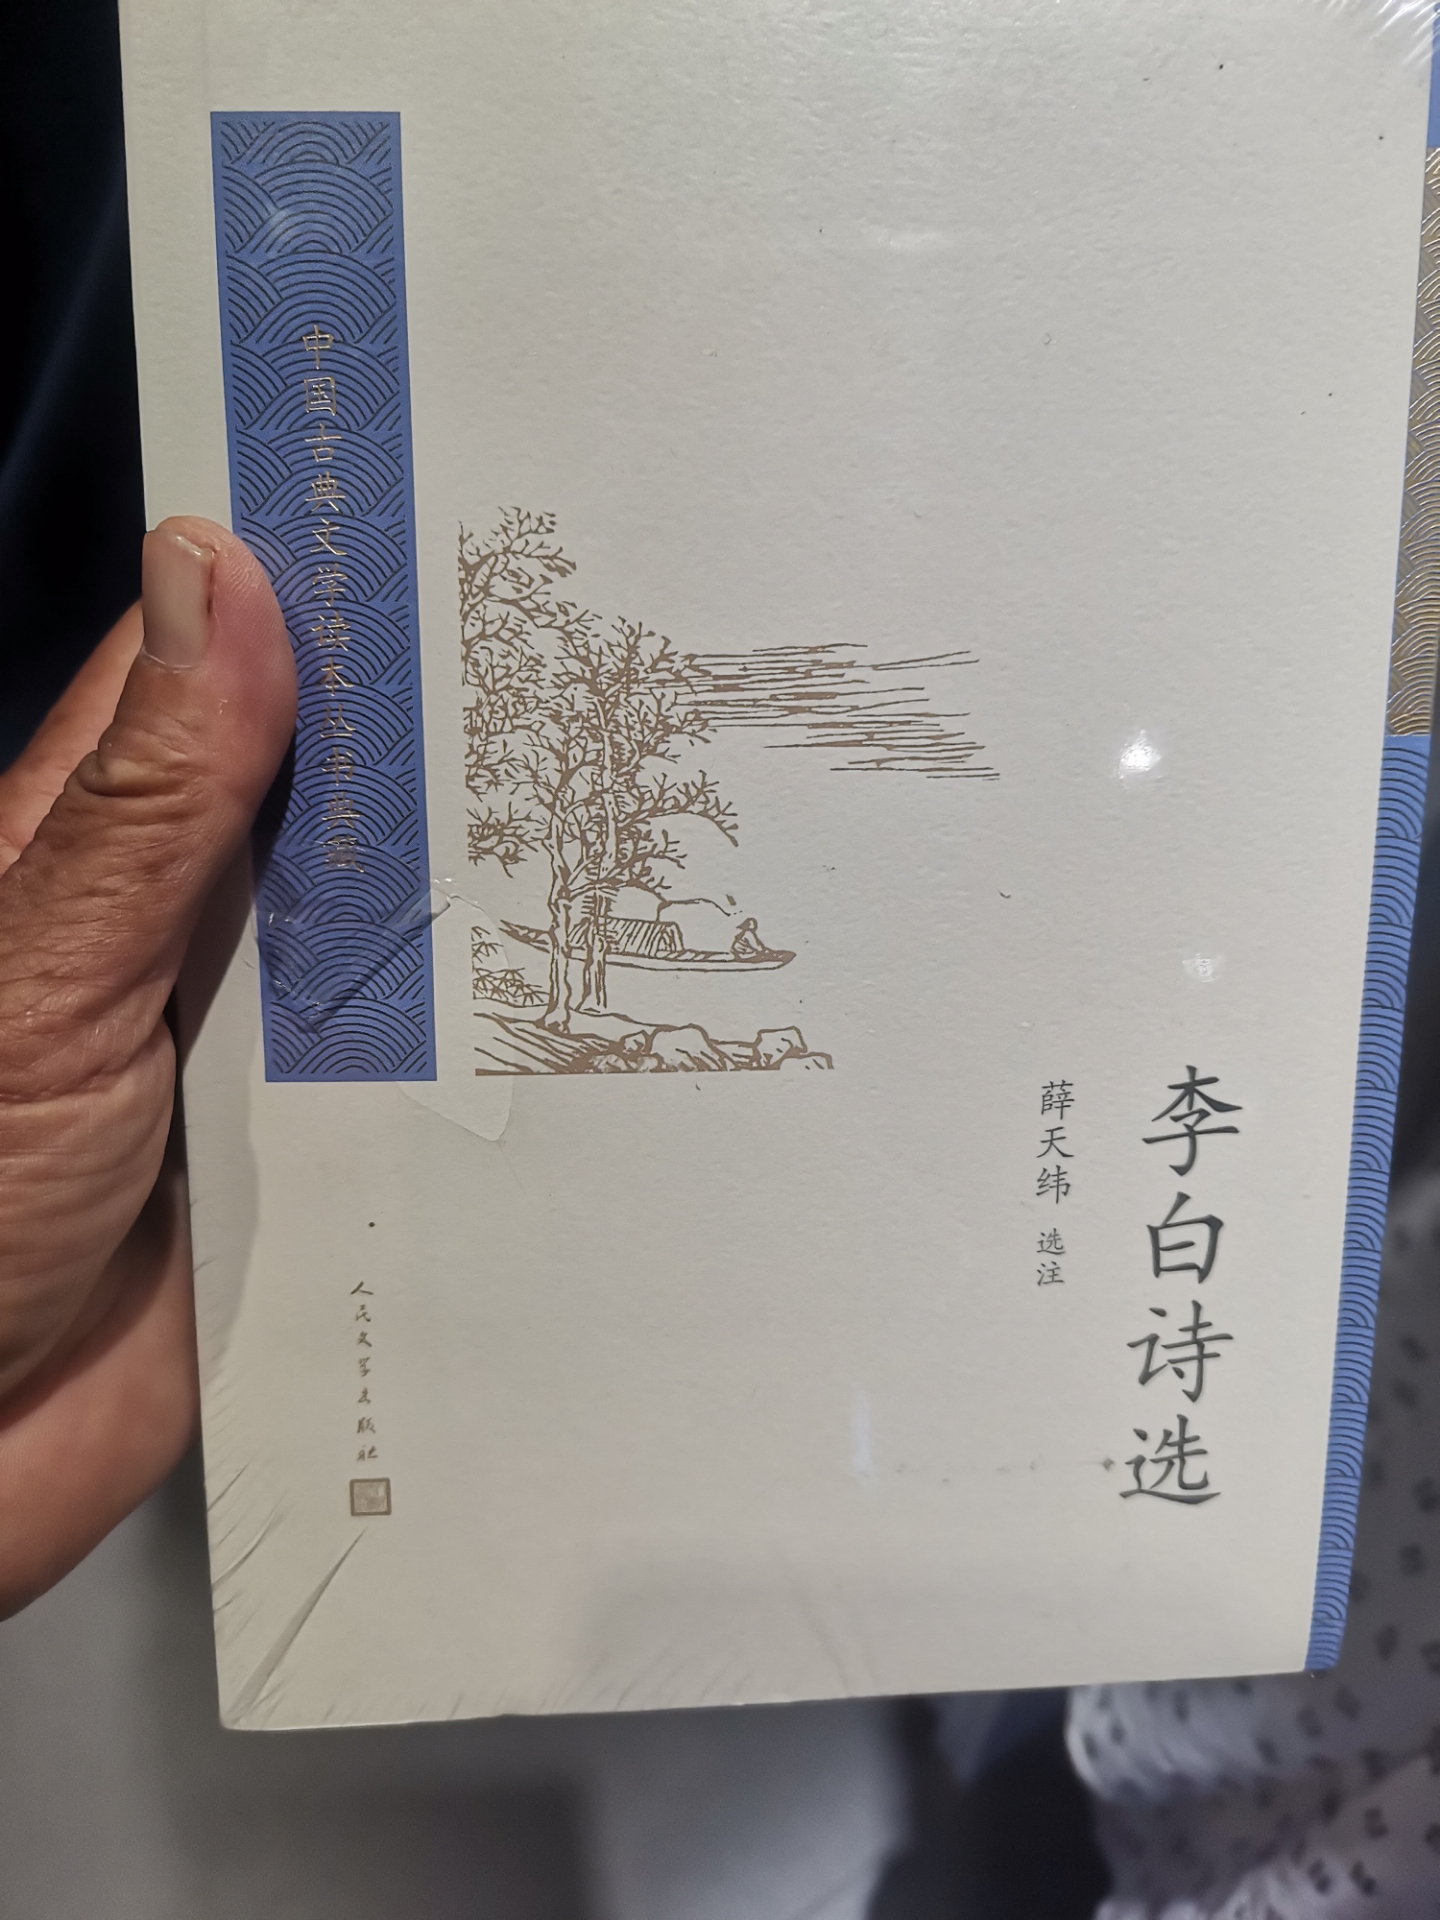 李白诗选
薛天纬 选注
中国古典文学读本丛书典藏
人民文学出版社